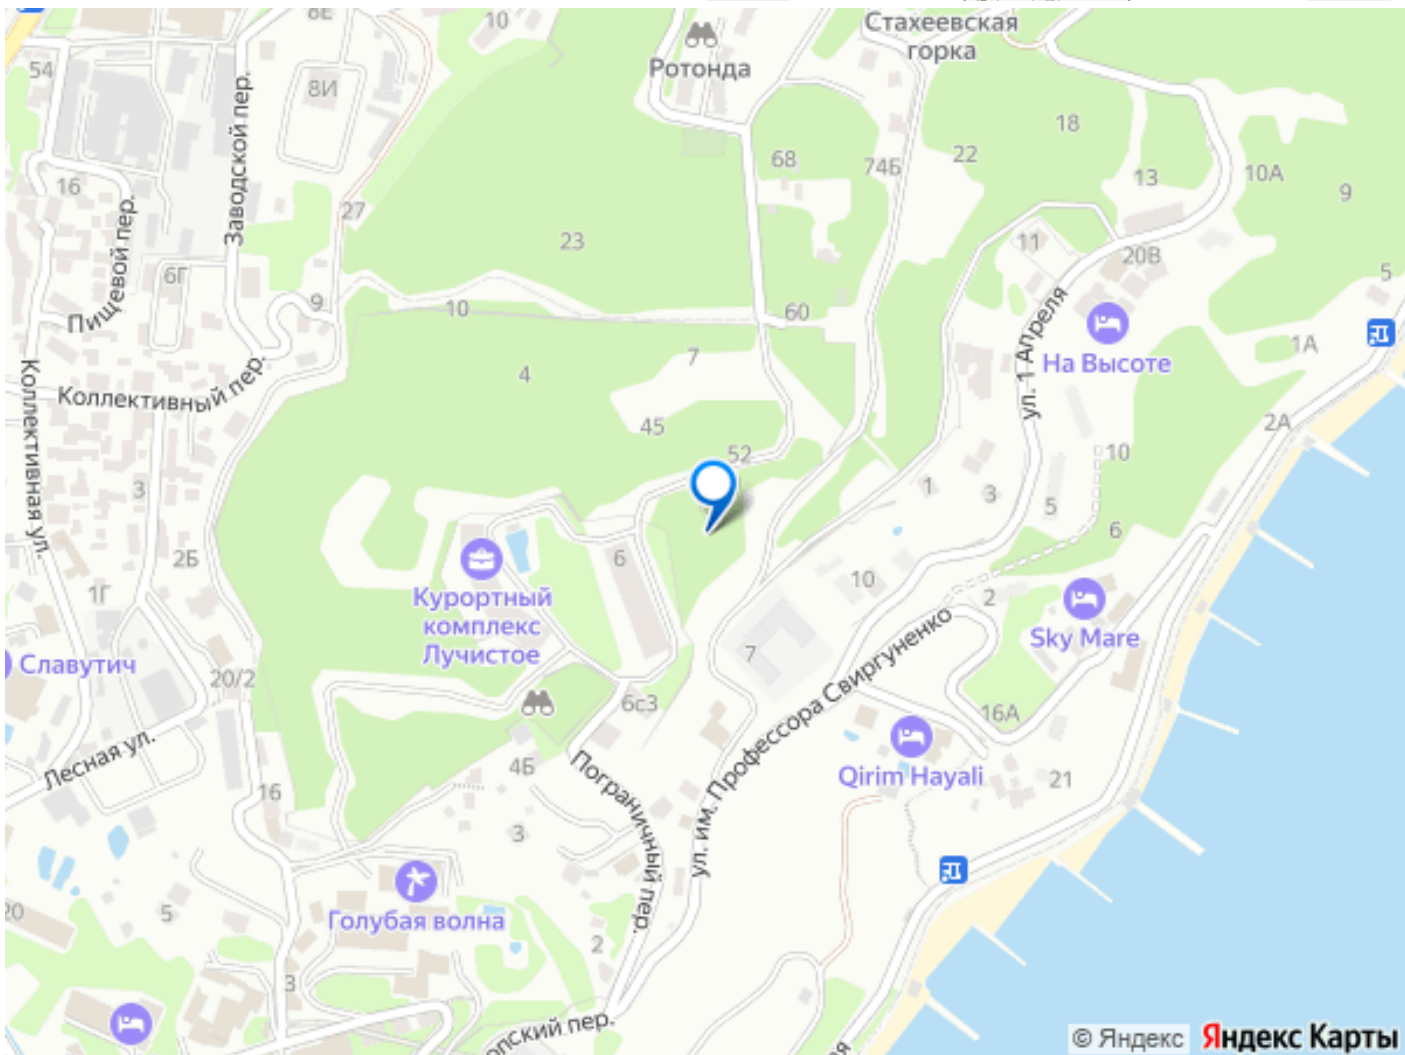 8Е
10
Стахеевская
горка
Ротонда
54
8И
Заводской пер.
18
68
74Б
22
13
10А
9
16
27
Пищевой пер.
23
11
20В
6Г
5
9
10
60
ул. 1 Апреля
На Высоте
1А
7
4
Коллективный пер.
Коллективная ул.
45
2А
52
10
3
1
3
5
6
2Б
6
10
1Г
Курортный
комплекс
Лучистое
2
Sky Mare
Славутич
7
20/2
ул. им. Профессора Свиргуненко
6с3
16А
Лесная ул.
Qirim Hayali
4Б
Пограничный пер.
16
21
3
20
5
Голубая волна
2
3
опский пер.
ая
© Яндекс Яндекс Карты